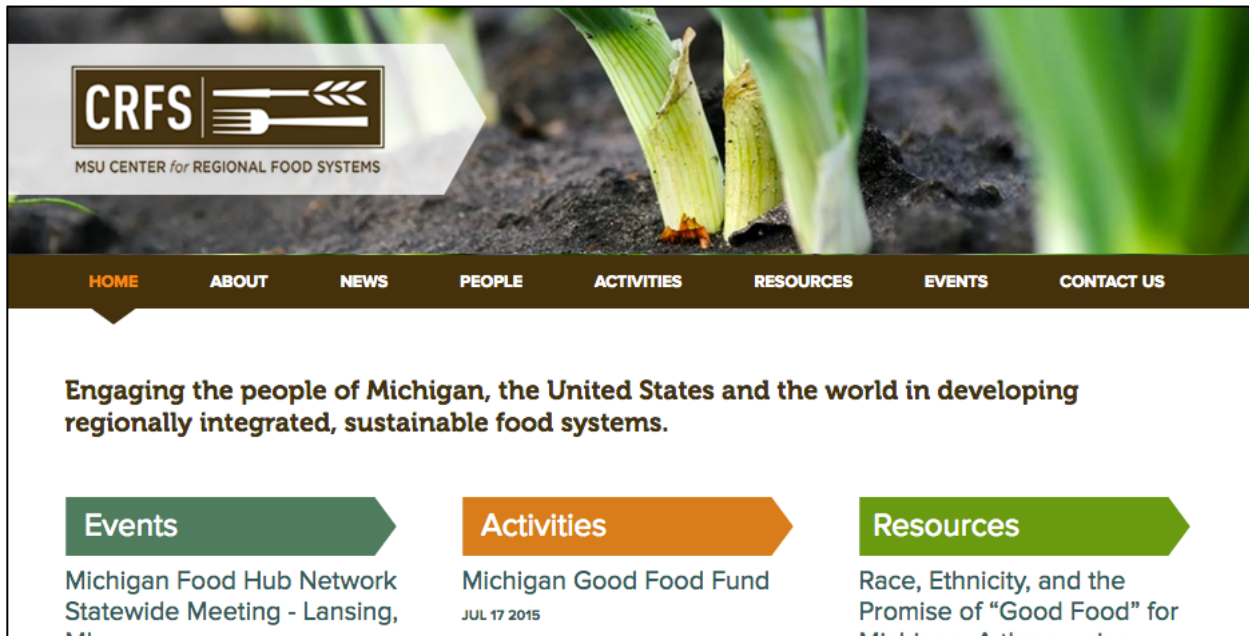 CRFS
MSU CENTER for REGIONAL FOOD SYSTEMS
HOME ABOUT NEWS PEOPLE ACTIVITIES RESOURCES EVENTS CONTACT US
Engaging the people of Michigan, the United States and the world in developing
regionally integrated, sustainable food systems.
Events
Michigan Food Hub Network
Statewide Meeting - Lansing,
Activities
Michigan Good Food Fund
JUL 17 2015
Resources
Race, Ethnicity, and the
Promise of “Good Food” for